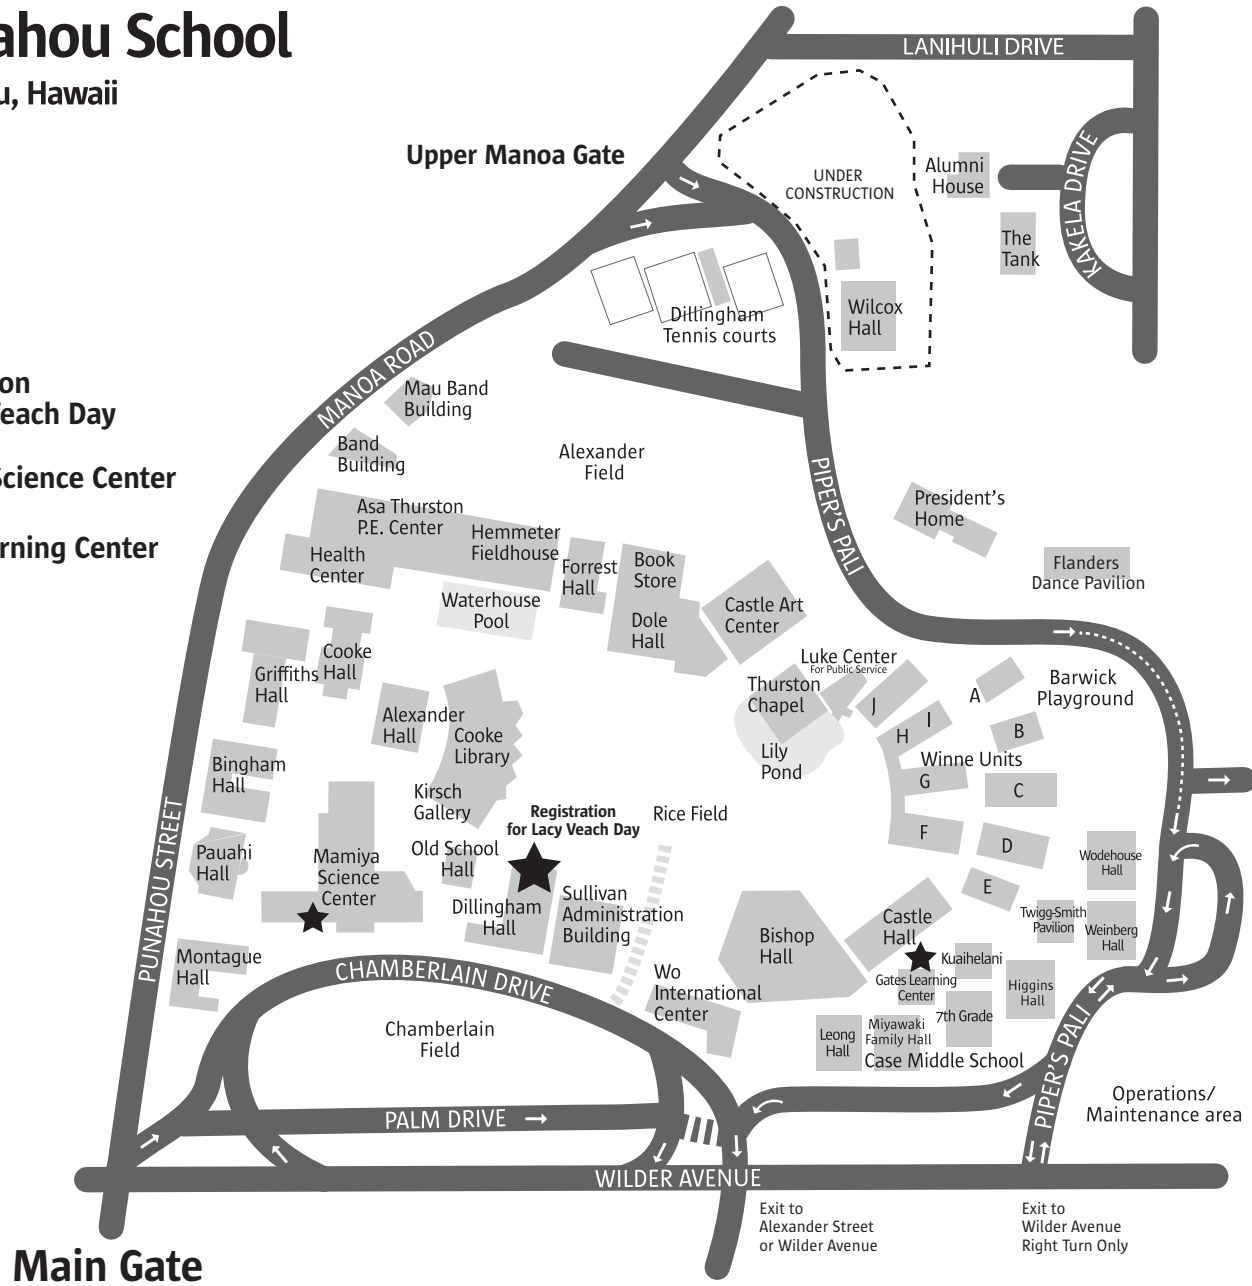 ahou School
u, Hawaii
LANIHULI DRIVE
Upper Manoa Gate
UNDER
CONSTRUCTION
Alumni
House
KAKELA DRIVE
The
Tank
Wilcox
Hall
Dillingham
Tennis courts
MANOA ROAD
on
Veach Day
Science Center
rning Center
Mau Band
Building
Band
Building
Alexander
Field
PIPER'S PALI
President's
Home
Flanders
Dance Pavilion
Asa Thurston
P.E. Center
Hemmeter
Fieldhouse
Health
Center
Forrest
Hall
Book
Store
Waterhouse
Pool
Dole
Hall
Castle Art
Center
Luke Center
For Public Service
Thurston
Chapel
Lily
Pond
Barwick
Playground
A
B
J
I
H
Winne Units
G
C
F
D
E
Griffiths
Hall
Cooke
Hall
Alexander
Hall
Cooke
Library
Bingham
Hall
Kirsch
Gallery
Registration
for Lacy Veach Day
Rice Field
PUNAHOU STREET
Pauahi
Hall
Mamiya
Science
Center
Old School
Hall
Dillingham
Hall
Sullivan
Administration
Building
Wodehouse
Hall
Twigg-Smith
Pavilion
Weinberg
Hall
Castle
Hall
Bishop
Hall
Kuaihelani
Gates Learning
Center
Higgins
Hall
Montague
Hall
CHAMBERLAIN DRIVE
Wo
International
Center
7th Grade
Leong
Hall
Miyawaki
Family Hall
Case Middle School
Chamberlain
Field
PIPER'S PALI
Operations/
Maintenance area
PALM DRIVE
WILDER AVENUE
Exit to
Alexander Street
or Wilder Avenue
Exit to
Wilder Avenue
Right Turn Only
Main Gate